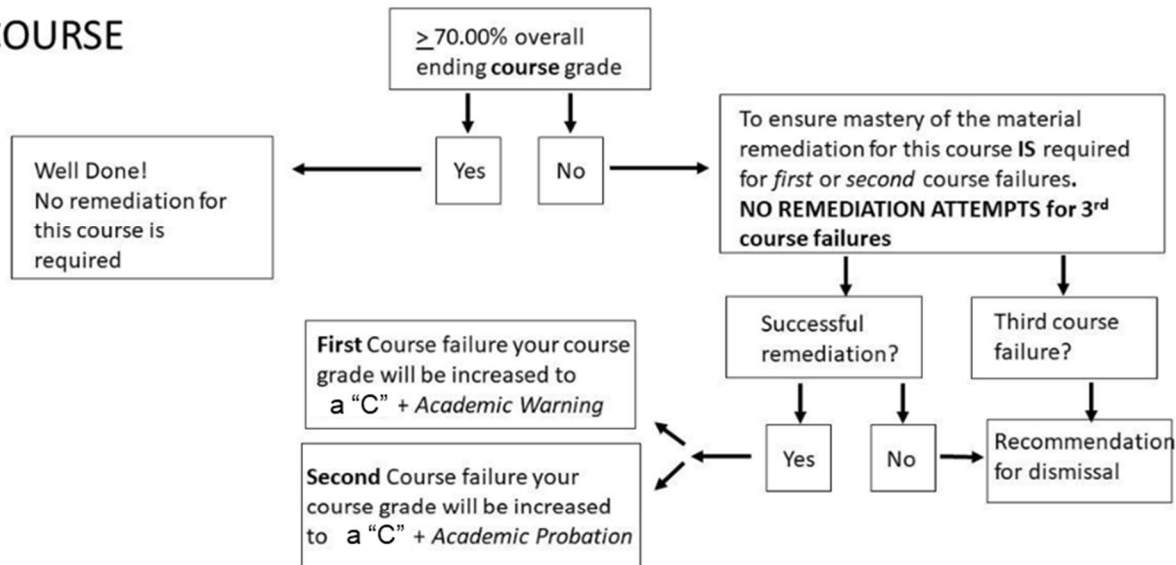 COURSE
≥70.00% overall
ending course grade
Yes
No
Well Done!
No remediation for
this course is
required
To ensure mastery of the material
remediation for this course IS required
for first or second course failures.
NO REMEDIATION ATTEMPTS for 3rd
course failures
Successful
remediation?
Third course
failure?
First Course failure your course
grade will be increased to
a “C” + Academic Warning
Yes
No
Recommendation
for dismissal
Second Course failure your
course grade will be increased
to a “C” + Academic Probation